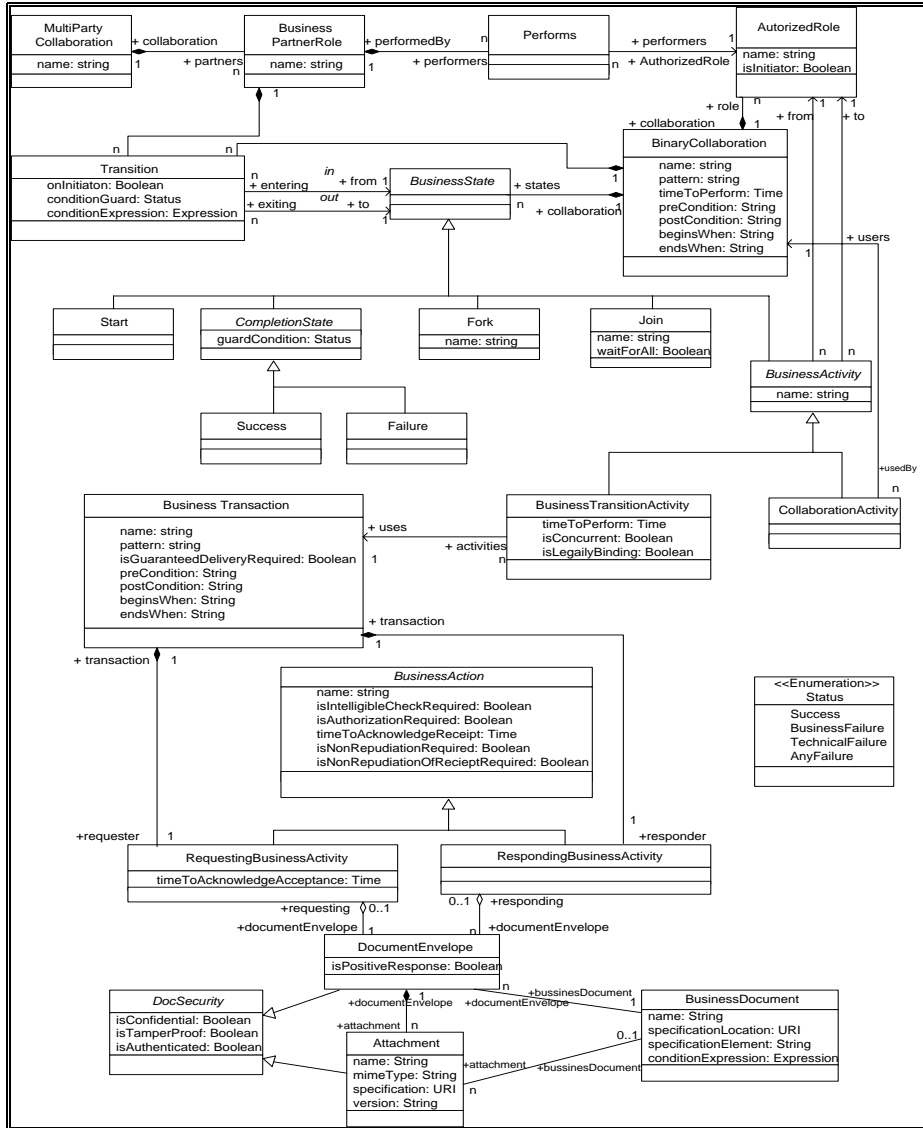 MultiParty
Collaboration
name: string
+ collaboration
1
+ partners
n
Business
PartnerRole
name: string
1
+ performedBy
1
n
+ performers
Performs
+ performers
1
n
+ AuthorizedRole
AutorizedRole
name: string
isInitiator: Boolean
+ role
n
1
+ from
1
1
+ to
+ collaboration
n
n
Transition
onInitiaton: Boolean
conditionGuard: Status
conditionExpression: Expression
n
+ entering
in
+ from
1
+ exiting
out
+ to
n
1
BusinessState
+ states
n
+ collaboration
1
1
BinaryCollaboration
name: string
pattern: string
timeToPerform: Time
preCondition: String
postCondition: String
beginsWhen: String
endsWhen: String
+ users
1
Start
CompletionState
guardCondition: Status
Fork
name: string
Join
name: string
waitForAll: Boolean
n
n
BusinessActivity
name: string
Success
Failure
+usedBy
n
Business Transaction
name: string
pattern: string
isGuaranteedDeliveryRequired: Boolean
preCondition: String
postCondition: String
beginsWhen: String
endsWhen: String
+ uses
1
+ activities
n
BusinessTransitionActivity
timeToPerform: Time
isConcurrent: Boolean
isLegailyBinding: Boolean
CollaborationActivity
+ transaction
1
+ transaction
1
BusinessAction
name: string
isIntelligibleCheckRequired: Boolean
isAuthorizationRequired: Boolean
timeToAcknowledgeReceipt: Time
isNonRepudiationRequired: Boolean
isNonRepudiationOfRecieptRequired: Boolean
<<Enumeration>>
Status
Success
BusinessFailure
TechnicalFailure
AnyFailure
+requester
1
1
+responder
RequestingBusinessActivity
timeToAcknowledgeAcceptance: Time
RespondingBusinessActivity
+requesting
0..1
0..1
+responding
+documentEnvelope
1
n
+documentEnvelope
DocumentEnvelope
isPositiveResponse: Boolean
n
+bussinesDocument
+documentEnvelope
1
+documentEnvelope
1
DocSecurity
isConfidential: Boolean
isTamperProof: Boolean
isAuthenticated: Boolean
+attachment
n
BusinessDocument
name: String
specificationLocation: URI
specificationElement: String
conditionExpression: Expression
Attachment
name: String
mimeType: String
specification: URI
version: String
0..1
+attachment
+bussinesDocument
n